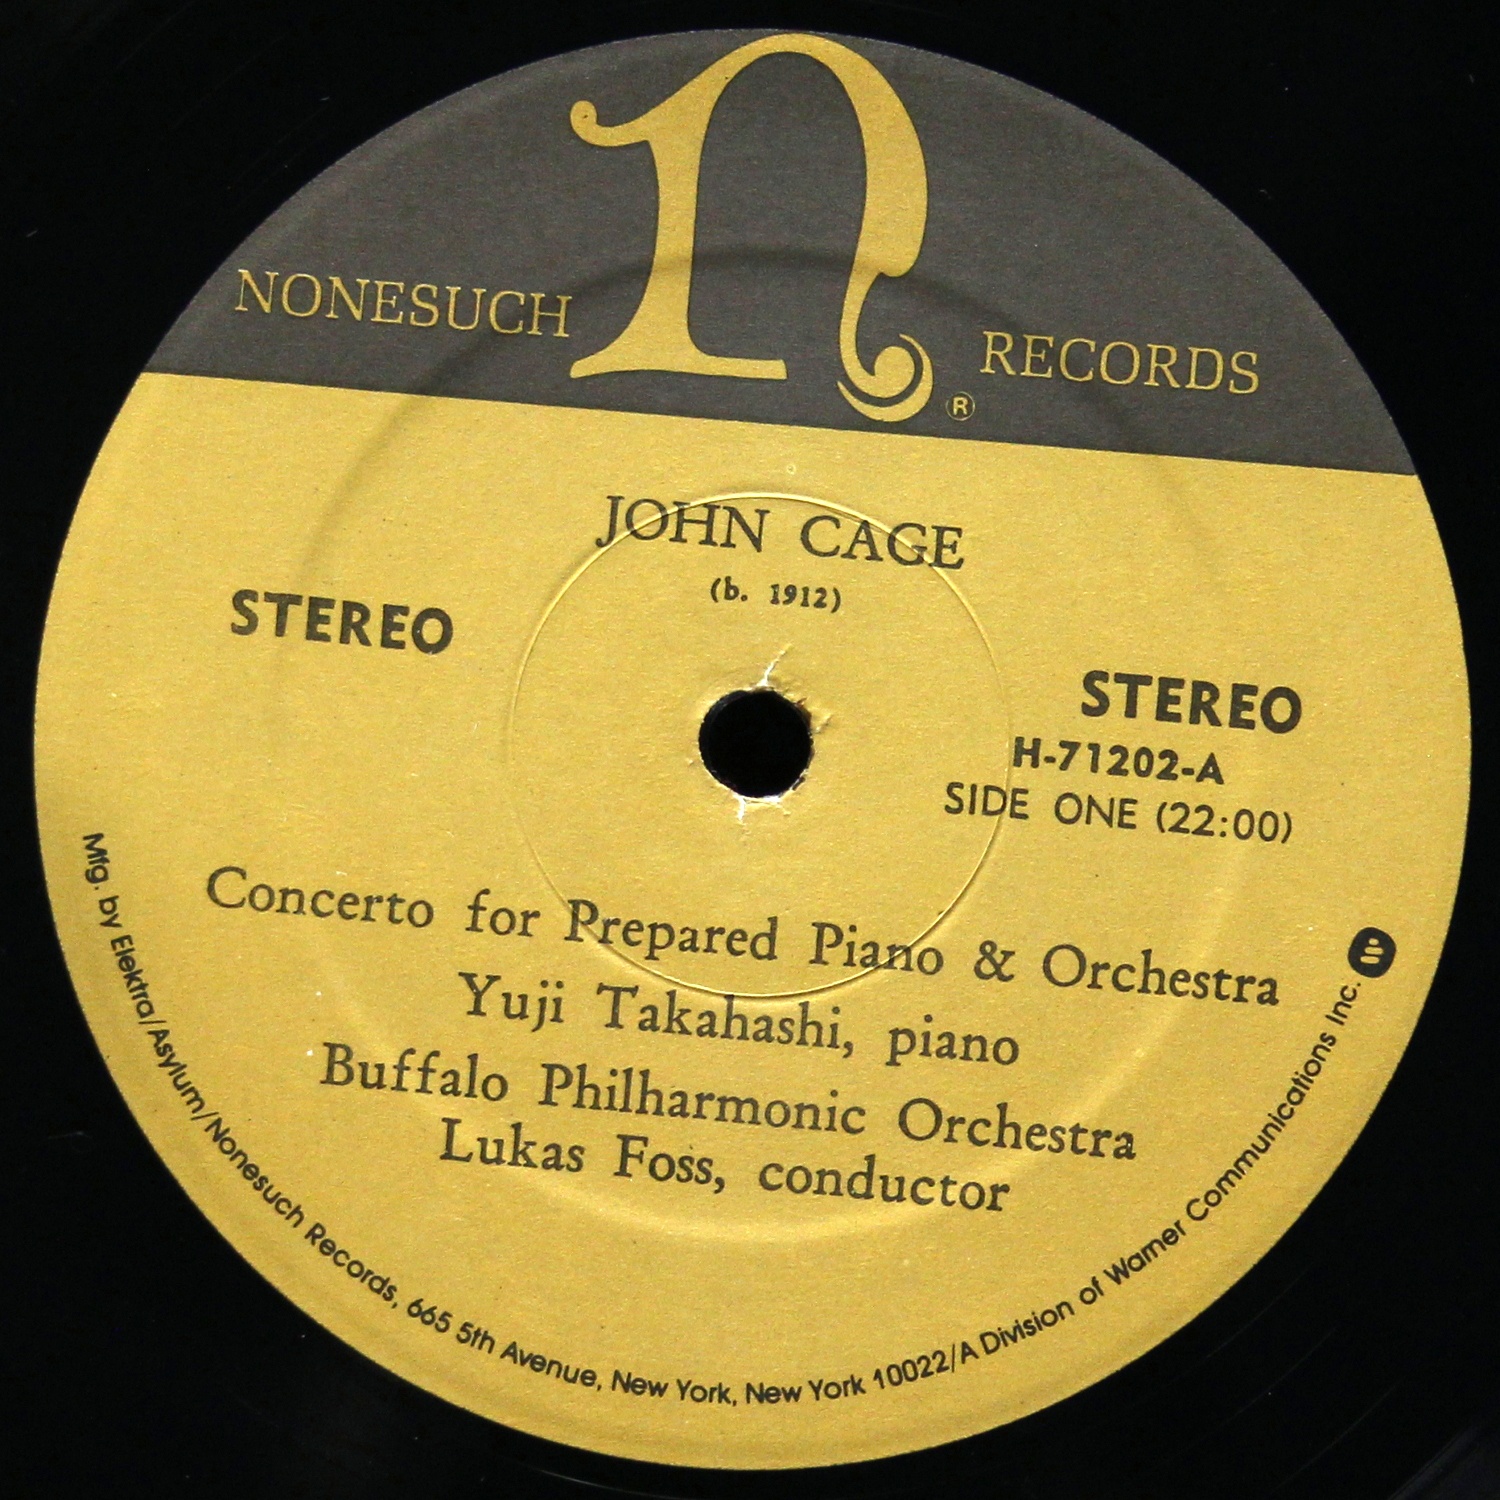 n
NONESUCH RECORDS ®
JOHN CAGE
(b. 1912)
STEREO
STEREO
H-71202-A
SIDE ONE (22:00)
Concerto for Prepared Piano & Orchestra
Yuji Takahashi, piano
Buffalo Philharmonic Orchestra
Lukas Foss, conductor
Mfg. by Elektra/Asylum/Nonesuch Records, 665 5th Avenue, New York, New York 10022/A Division of Warner Communications Inc.